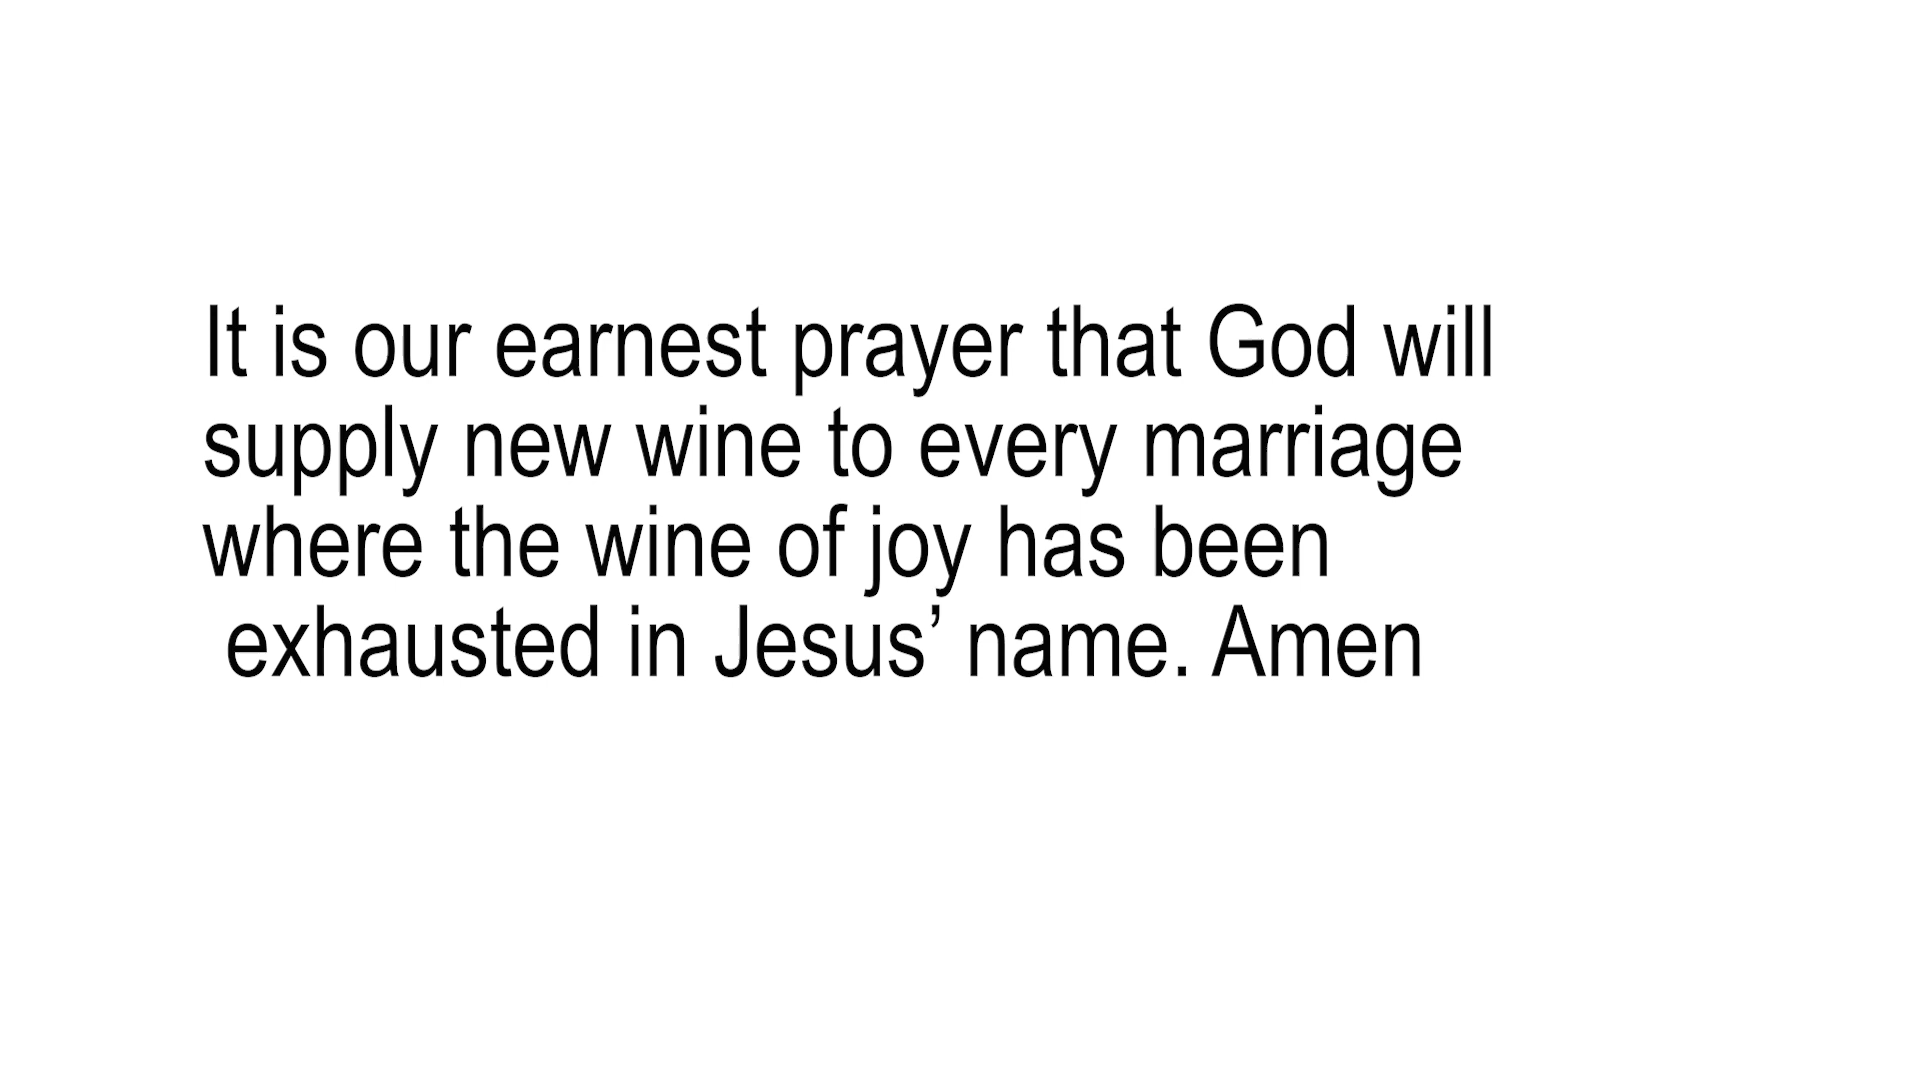 It is our earnest prayer that God will
supply new wine to every marriage
where the wine of joy has been
exhausted in Jesus’ name. Amen